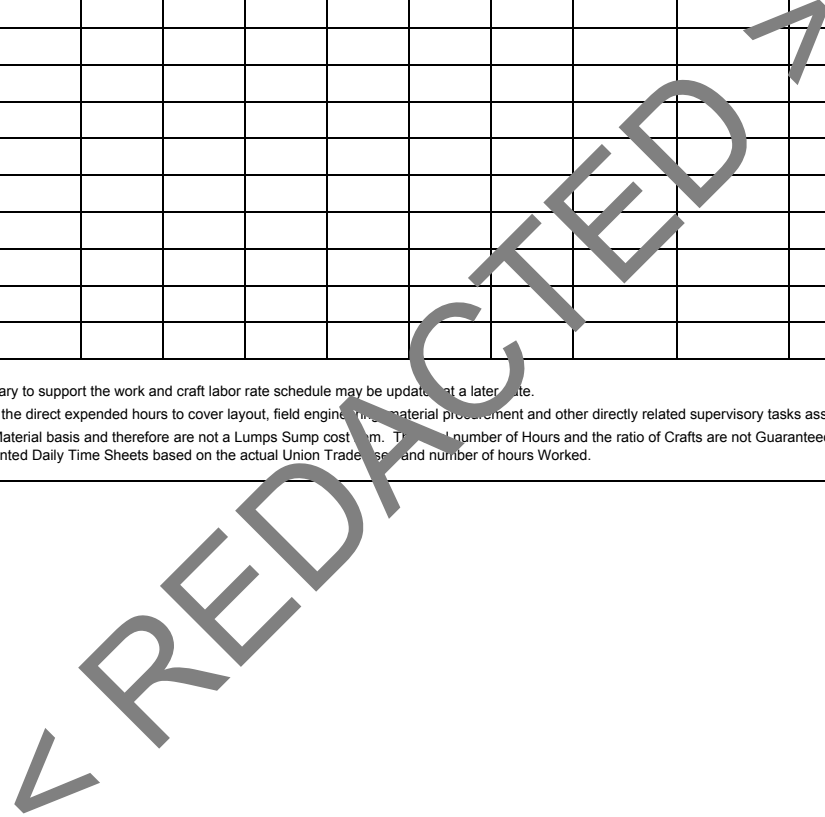 ary to support the work and craft labor rate schedule may be update at a later
the direct expended hours to cover layout, field material and other directly related supervisory tasks ass
Material basis and therefore are not a Lumps Sump cost number of Hours and the ratio of Crafts are not Guarantee
nted Daily Time Sheets based on the actual Union Trade and number of hours Worked.
< REDACTED >